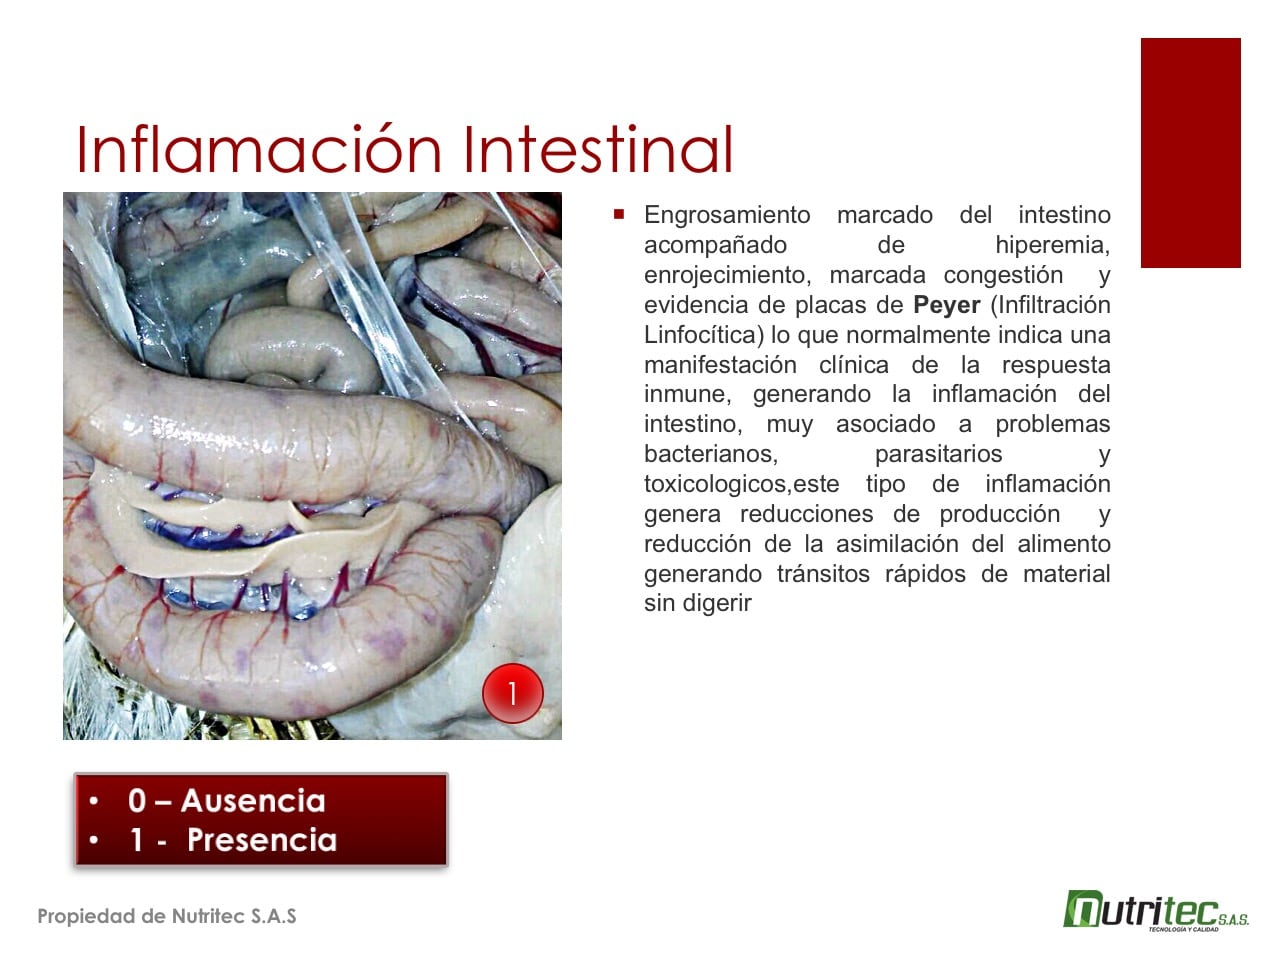 Inflamación Intestinal
Engrosamiento marcado del intestino
acompañado de hiperemia,
enrojecimiento, marcada congestión y
evidencia de placas de Peyer (Infiltración
Linfocítica) lo que normalmente indica una
manifestación clínica de la respuesta
inmune, generando la inflamación del
intestino, muy asociado a problemas
bacterianos, parasitarios y
toxicologicos,este tipo de inflamación
genera reducciones de producción y
reducción de la asimilación del alimento
generando tránsitos rápidos de material
sin digerir
1
• 0 – Ausencia
• 1 - Presencia
Propiedad de Nutritec S.A.S
nutritec S.A.S.
TECNOLOGÍA Y CALIDAD